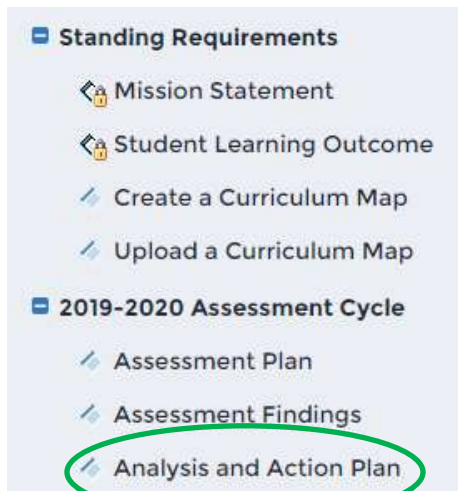 Standing Requirements
Mission Statement
Student Learning Outcome
Create a Curriculum Map
Upload a Curriculum Map
2019-2020 Assessment Cycle
Assessment Plan
Assessment Findings
Analysis and Action Plan